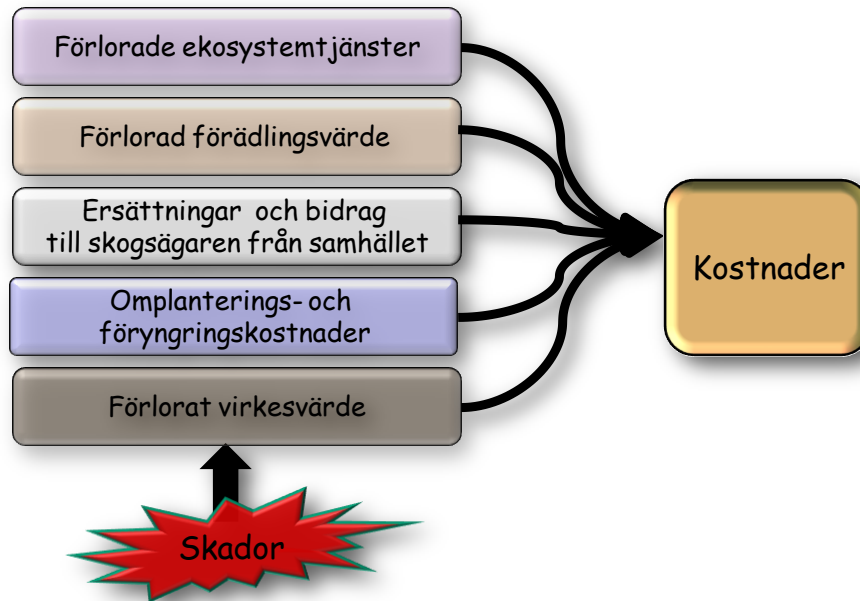 Förlorade ekosystemtjänster
Förlorad förädlingsvärde
Ersättningar och bidrag
till skogsägaren från samhället
Omplanterings- och
föryngringskostnader
Förlorat virkesvärde
Skador
Kostnader